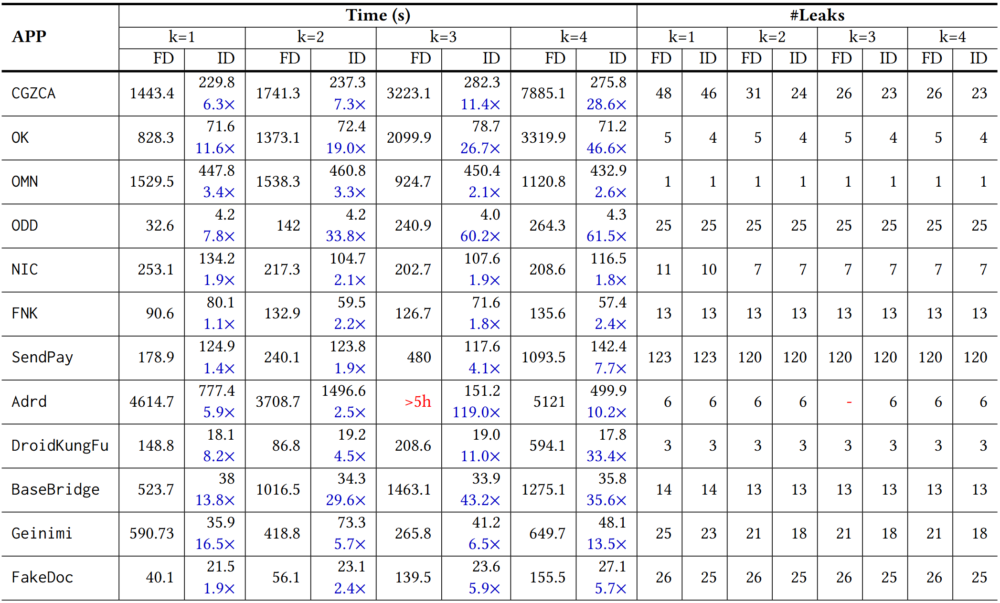 APP Time (s) #Leaks
k=1 k=2 k=3 k=4 k=1 k=2 k=3 k=4
FD ID FD ID FD ID FD ID FD ID FD ID FD ID FD ID
CGZCA 1443.4 229.8 6.3× 1741.3 237.3 7.3× 3223.1 282.3 11.4× 7885.1 275.8 28.6× 48 46 31 24 26 23 26 23
OK 828.3 71.6 11.6× 1373.1 72.4 19.0× 2099.9 78.7 26.7× 3319.9 71.2 46.6× 5 4 5 4 5 4 5 4
OMN 1529.5 447.8 3.4× 1538.3 460.8 3.3× 924.7 450.4 2.1× 1120.8 432.9 2.6× 1 1 1 1 1 1 1 1
ODD 32.6 4.2 7.8× 142 4.2 33.8× 240.9 4.0 60.2× 264.3 4.3 61.5× 25 25 25 25 25 25 25 25
NIC 253.1 134.2 1.9× 217.3 104.7 2.1× 202.7 107.6 1.9× 208.6 116.5 1.8× 11 10 7 7 7 7 7 7
FNK 90.6 80.1 1.1× 132.9 59.5 2.2× 126.7 71.6 1.8× 135.6 57.4 2.4× 13 13 13 13 13 13 13 13
SendPay 178.9 124.9 1.4× 240.1 123.8 1.9× 480 117.6 4.1× 1093.5 142.4 7.7× 123 123 120 120 120 120 120 120
Adrd 4614.7 777.4 5.9× 3708.7 1496.6 2.5× >5h 151.2 119.0× 5121 499.9 10.2× 6 6 6 6 - 6 6 6
DroidKungFu 148.8 18.1 8.2× 86.8 19.2 4.5× 208.6 19.0 11.0× 594.1 17.8 33.4× 3 3 3 3 3 3 3 3
BaseBridge 523.7 38 13.8× 1016.5 34.3 29.6× 1463.1 33.9 43.2× 1275.1 35.8 35.6× 14 14 13 13 13 13 13 13
Geinimi 590.73 35.9 16.5× 418.8 73.3 5.7× 265.8 41.2 6.5× 649.7 48.1 13.5× 25 23 21 18 21 18 21 18
FakeDoc 40.1 21.5 1.9× 56.1 23.1 2.4× 139.5 23.6 5.9× 155.5 27.1 5.7× 26 25 26 25 26 25 26 25